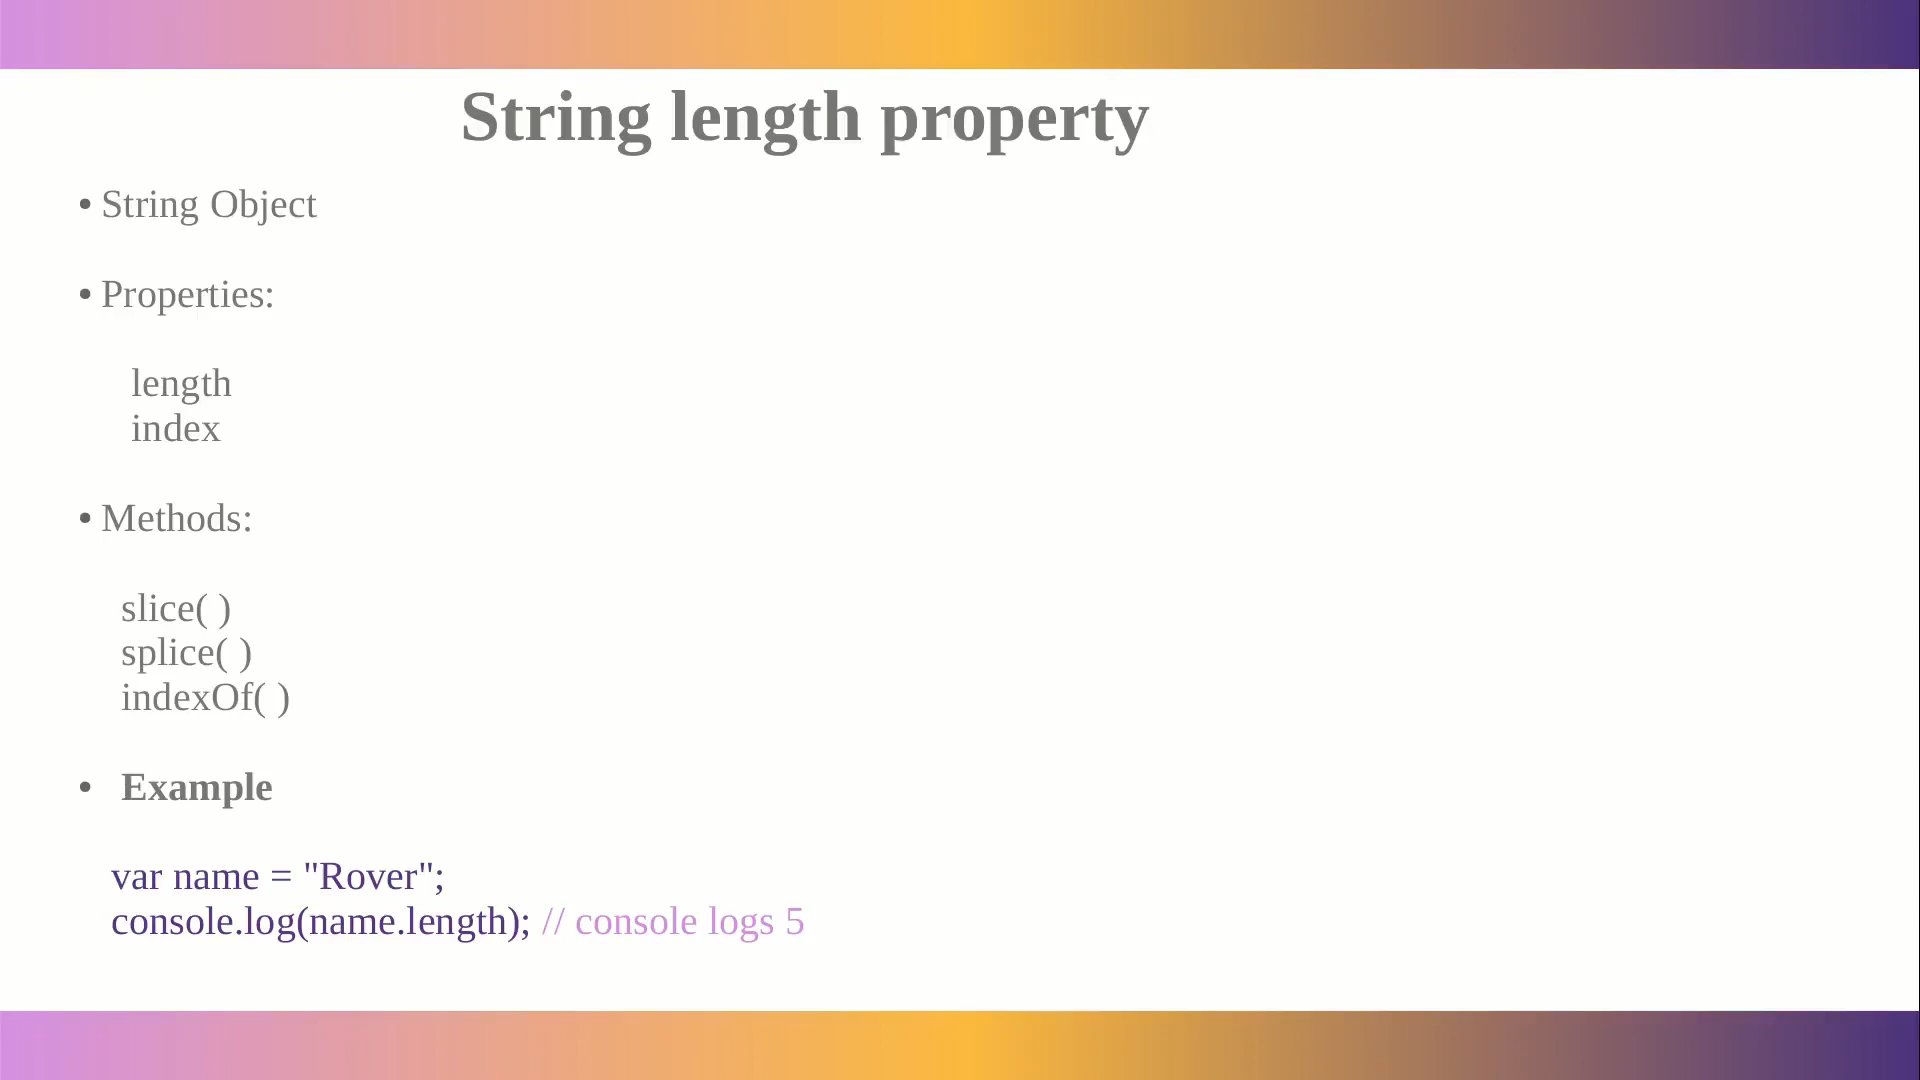 String length property
• String Object
• Properties:
length
index
• Methods:
slice( )
splice( )
indexOf( )
• Example
var name = "Rover";
console.log(name.length); // console logs 5